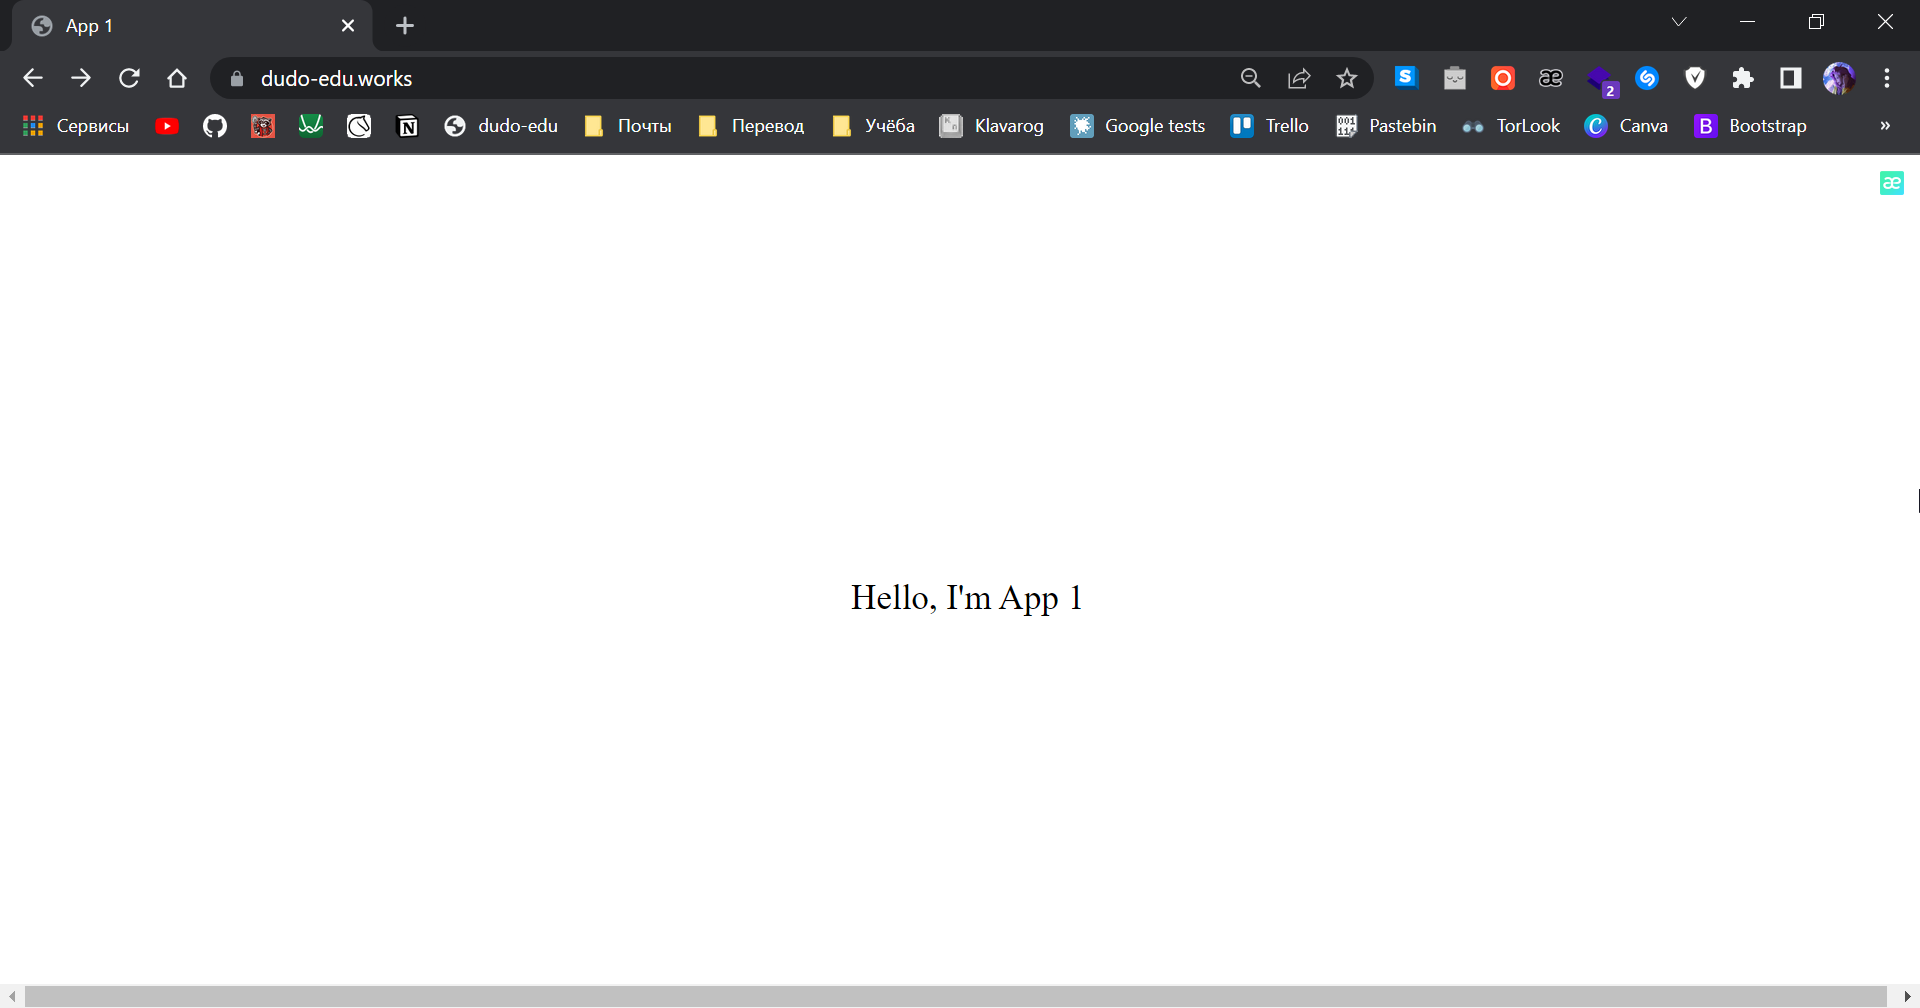 App 1
dudo-edu.works
2
Сервисы dudo-edu Почты Перевод Учёба Klavarog Google tests Trello Pastebin TorLook Canva Bootstrap »
æ
Hello, I'm App 1